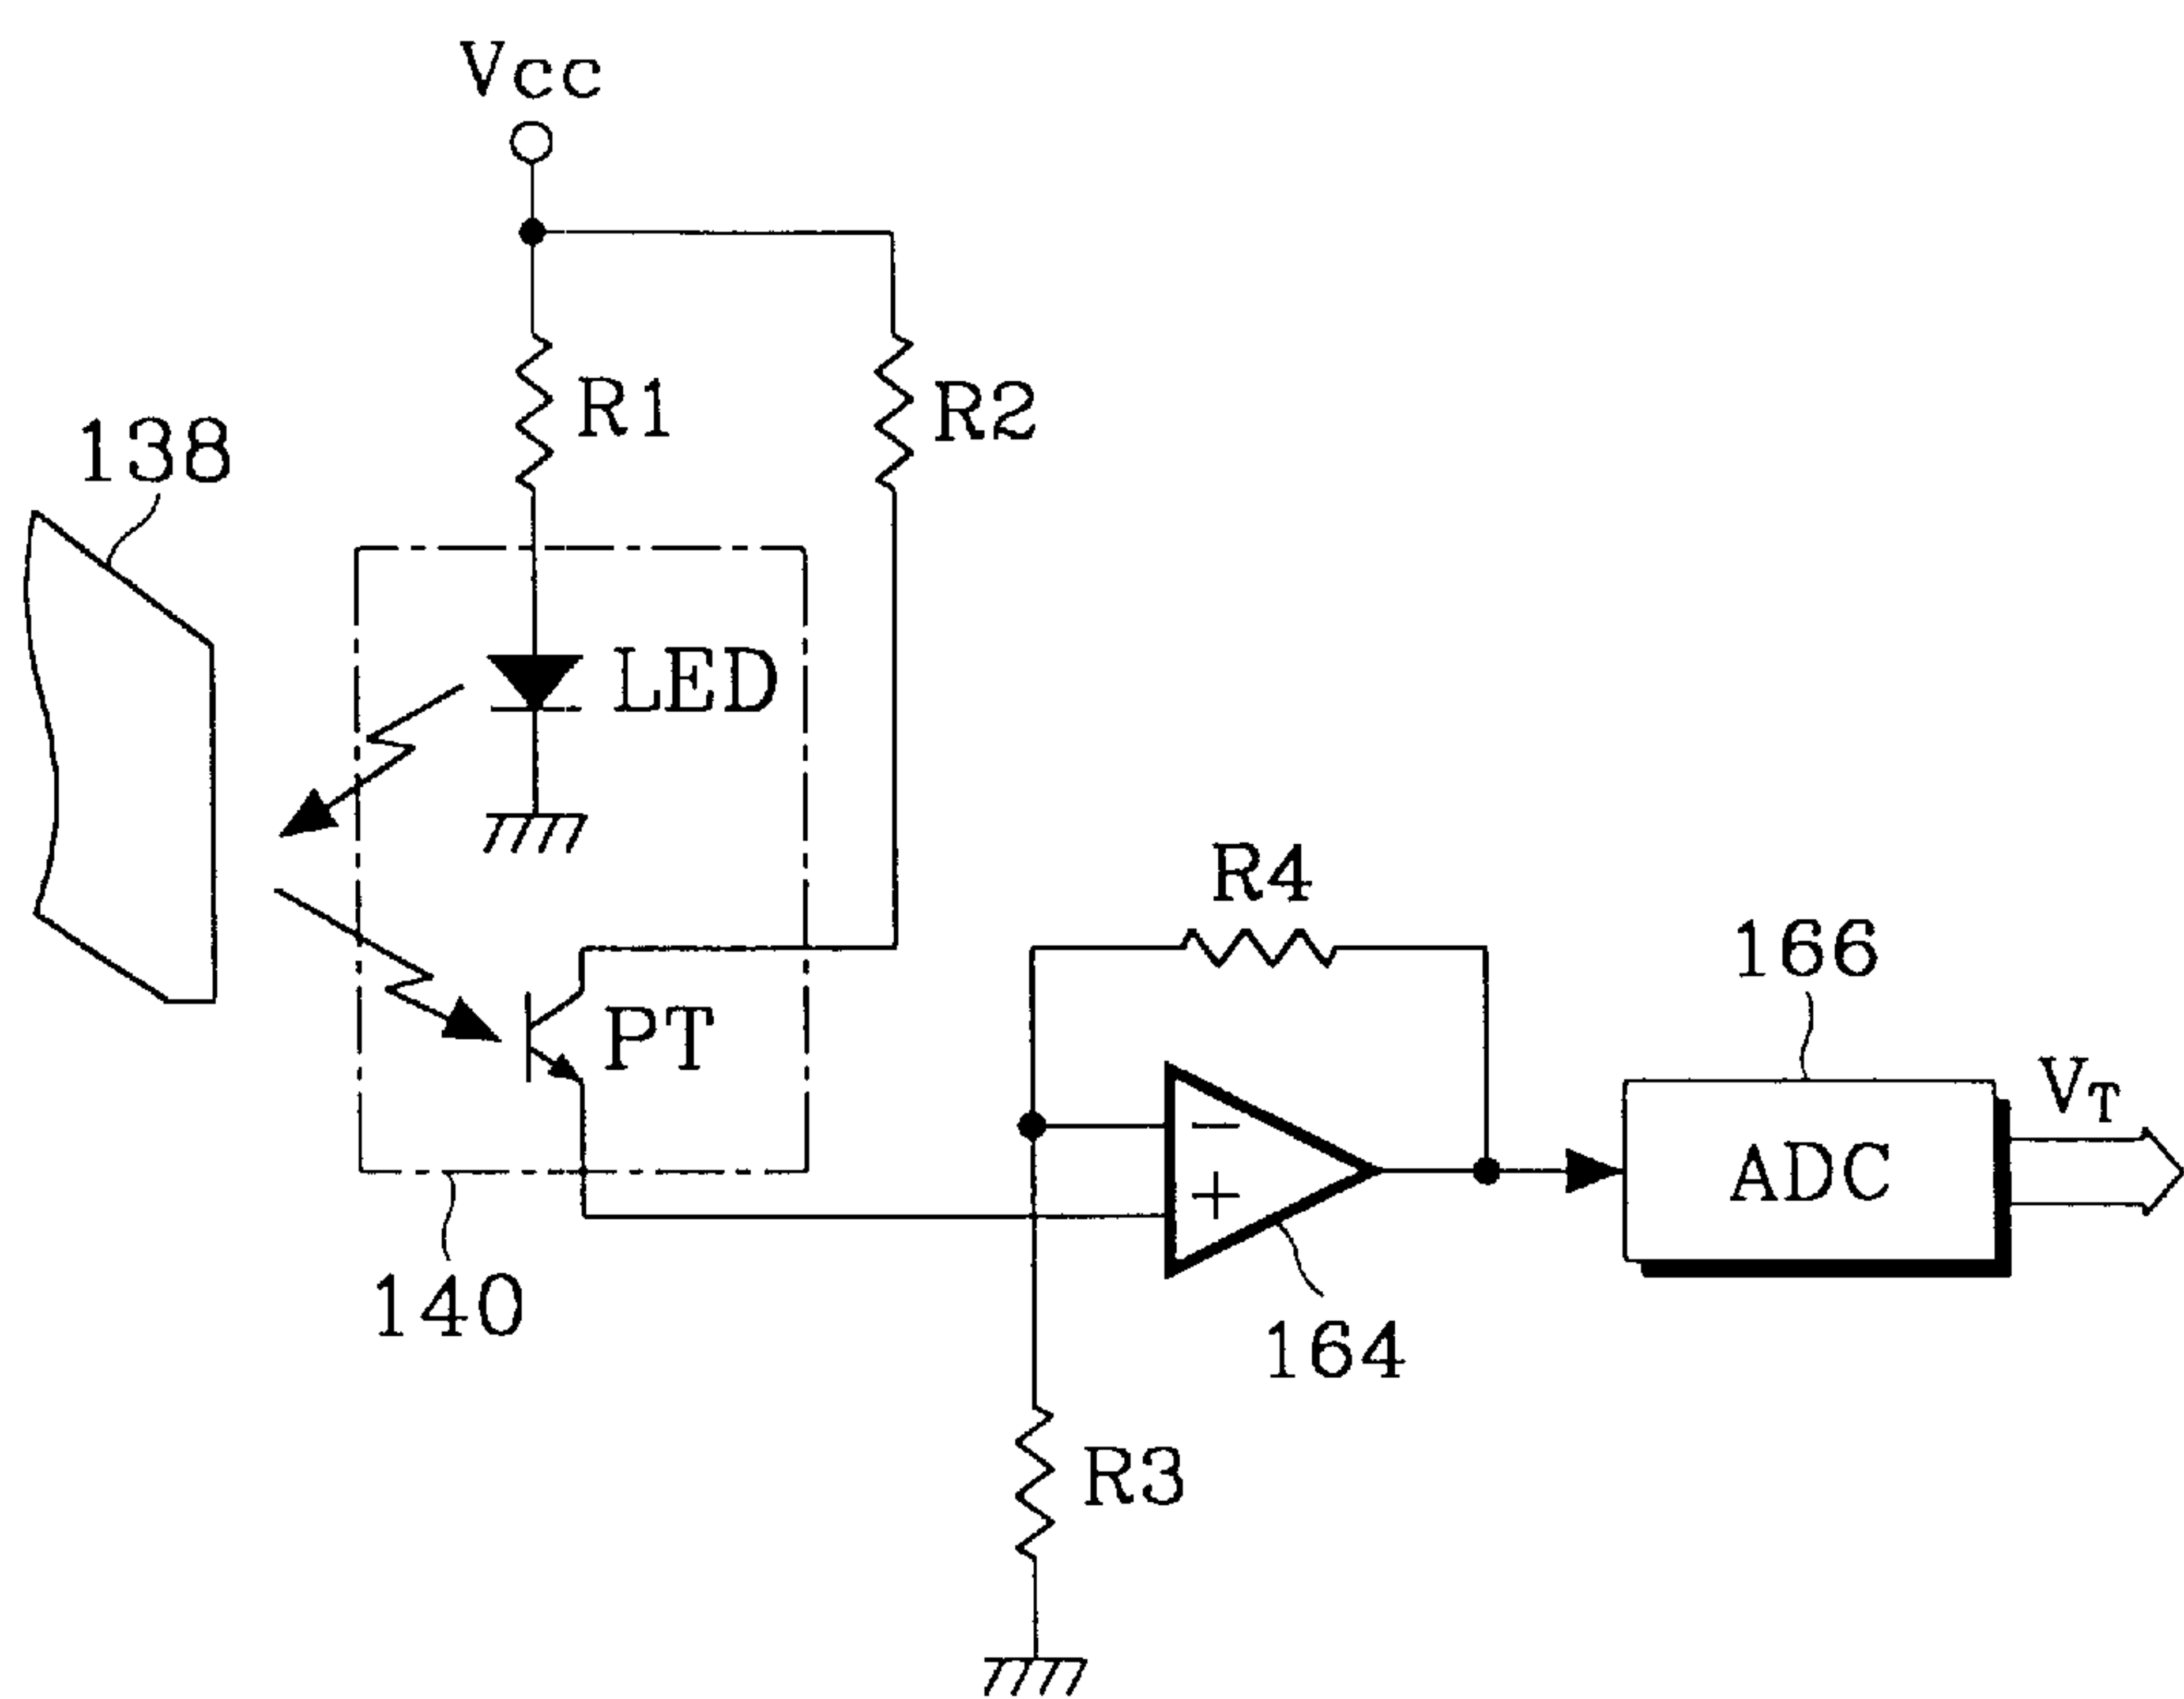 Vcc
R1
R2
138
LED
R4
166
PT
VT
−
+
ADC
140
164
R3